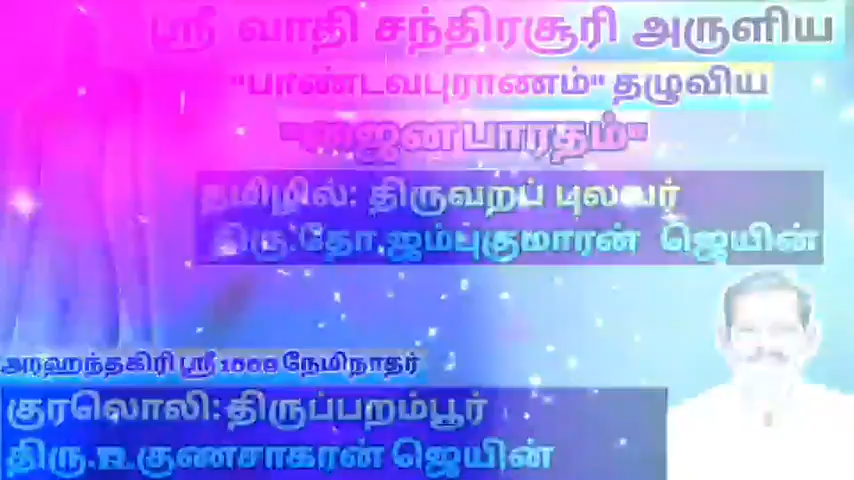 ஸ்ரீ வாதி சந்திரசூரி அருளிய
"பாண்டவபுராணம்" தழுவிய
"ஜைன பாரதம்"
தமிழில்: திருவறப் புலவர்
திரு.தோ.ஜம்புகுமாரன் ஜெயின்
அரஹந்தகிரி ஸ்ரீ 1008 நேமிநாதர்
குரலொலி: திருப்பறம்பூர்
திரு.உ.குணசாகரன் ஜெயின்